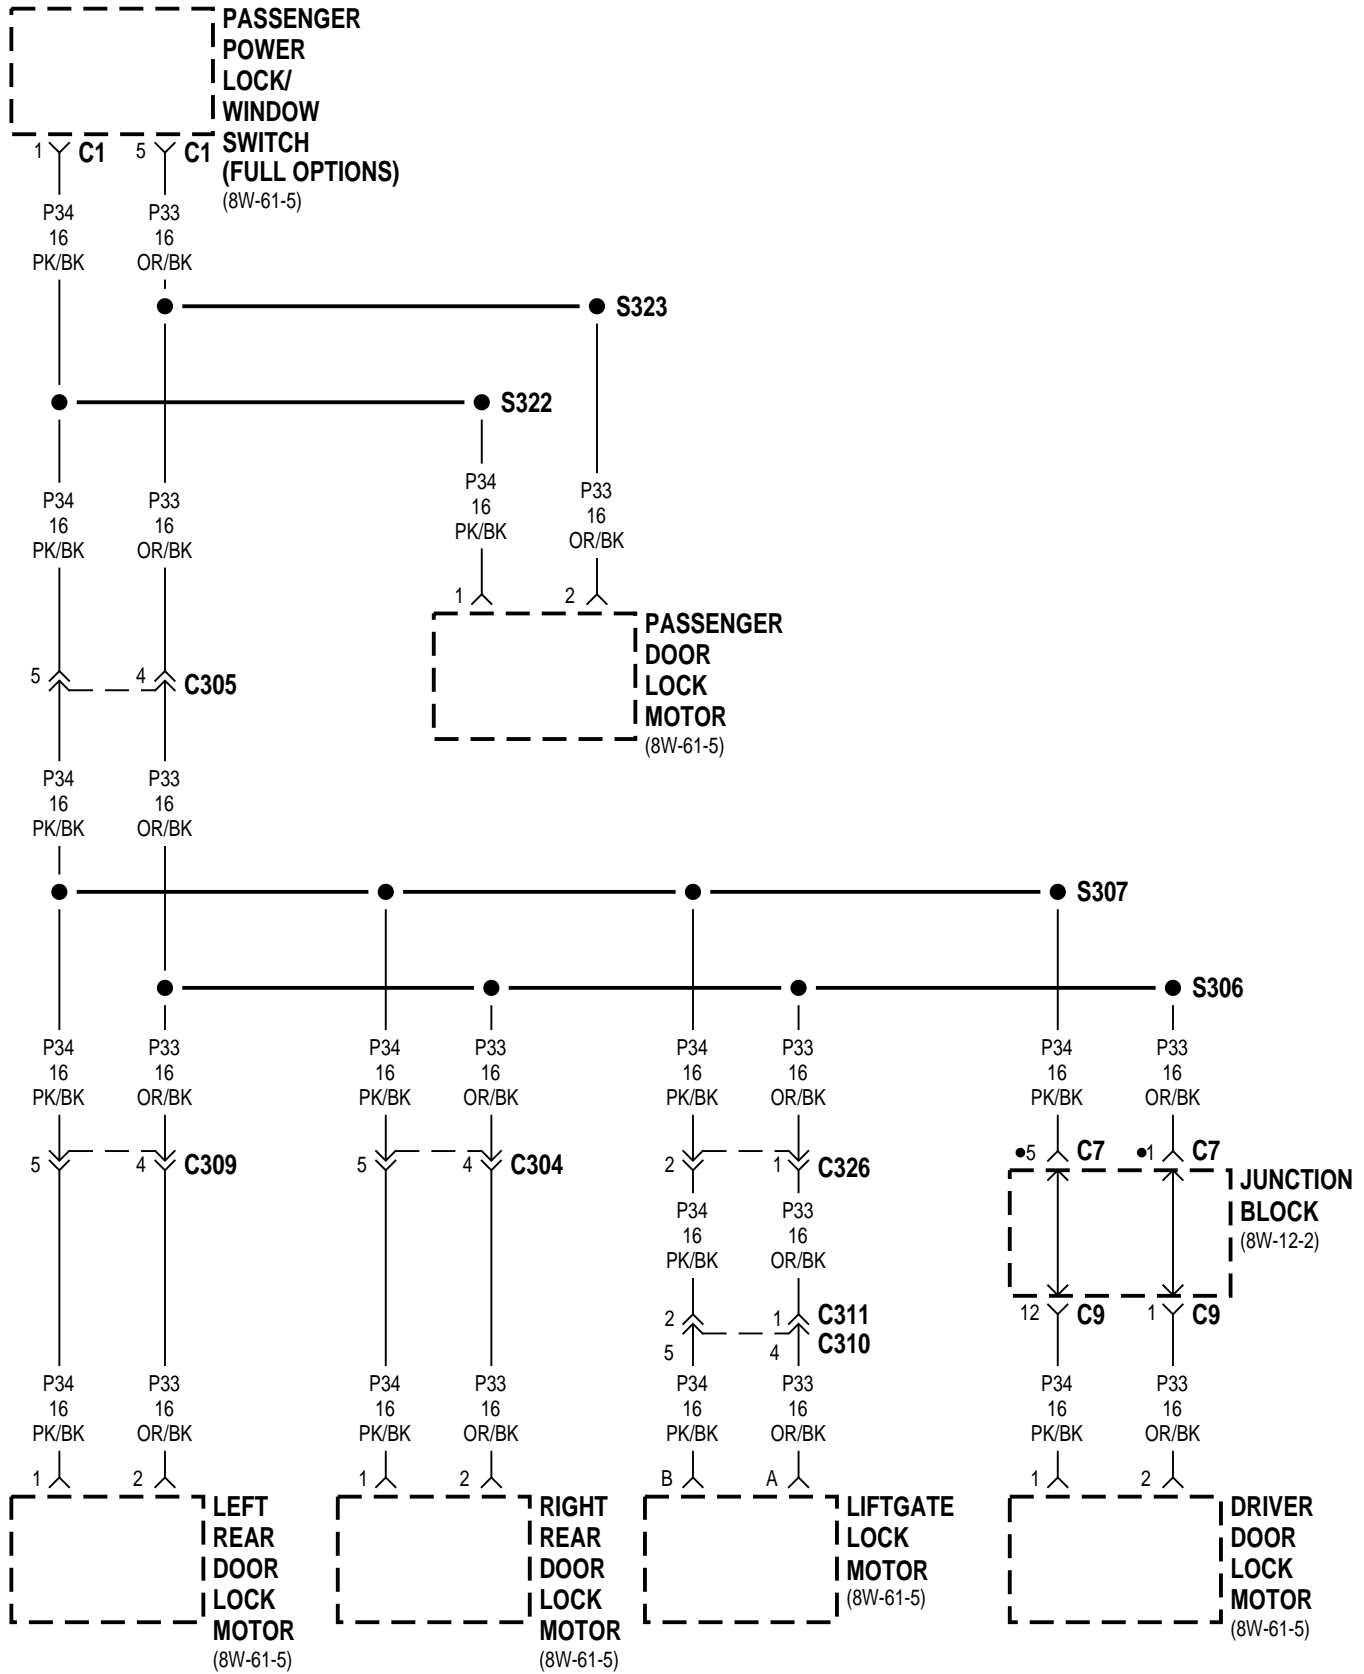 PASSENGER
POWER
LOCK/
WINDOW
SWITCH
(FULL OPTIONS)
(8W-61-5)
1 C1 5 C1
P34 P33
16 16
PK/BK OR/BK
S323
S322
P34 P33 P34 P33
16 16 16 16
PK/BK OR/BK PK/BK OR/BK
1 2
PASSENGER
DOOR
LOCK
MOTOR
(8W-61-5)
5 4 C305
P34 P33
16 16
PK/BK OR/BK
S307
S306
P34 P33 P34 P33 P34 P33 P34 P33
16 16 16 16 16 16 16 16
PK/BK OR/BK PK/BK OR/BK PK/BK OR/BK PK/BK OR/BK
5 4 C309 5 4 C304 2 1 C326 •5 C7 •1 C7
JUNCTION
BLOCK
(8W-12-2)
P34 P33
16 16
PK/BK OR/BK
2 1 C311 12 C9 1 C9
5 4 C310
P34 P33 P34 P33 P34 P33 P34 P33
16 16 16 16 16 16 16 16
PK/BK OR/BK PK/BK OR/BK PK/BK OR/BK PK/BK OR/BK
1 2 1 2 B A 1 2
LEFT
REAR
DOOR
LOCK
MOTOR
(8W-61-5)
RIGHT
REAR
DOOR
LOCK
MOTOR
(8W-61-5)
LIFTGATE
LOCK
MOTOR
(8W-61-5)
DRIVER
DOOR
LOCK
MOTOR
(8W-61-5)